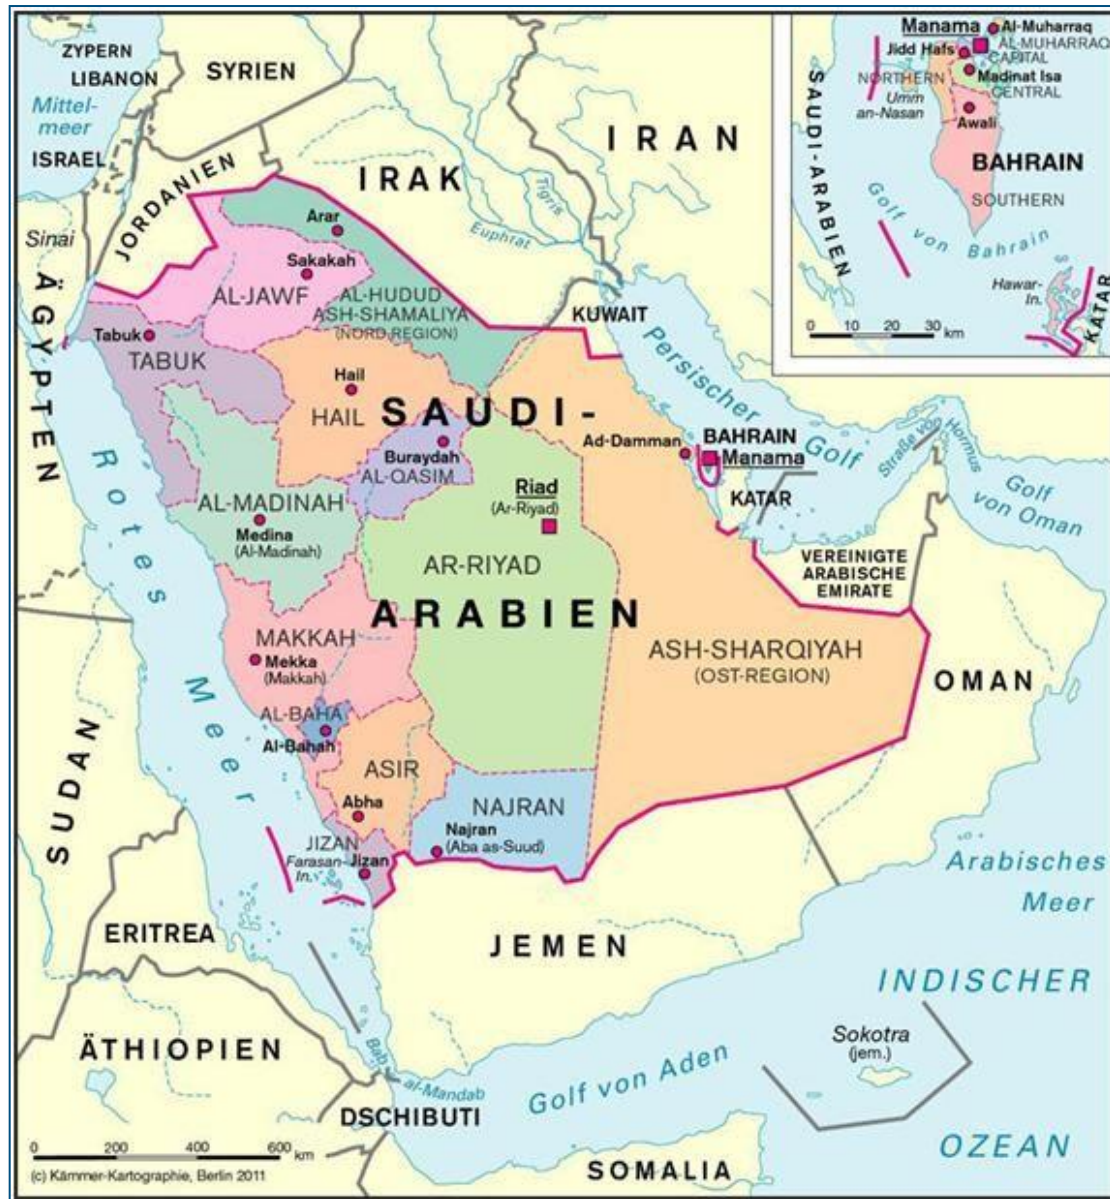 ZYPERN
LIBANON
SYRIEN
Mittel-
meer
ISRAEL
JORDANIEN
IRAK
IRAN
Tigris
Euphrat
Sinai
ÄGYPTEN
Arar
Sakakah
AL-JAWF
AL-HUDUD
ASH-SHAMALIYA
(NORD-REGION)
KUWAIT
Tabuk
TABUK
Hail
HAIL
SAUDI-
ARABIEN
Buraydah
AL-QASIM
Persischer
Golf
Ad-Damman
BAHRAIN
Manama
KATAR
Straße von
Hormus
Golf
von Oman
AL-MADINAH
Medina
(Al-Madinah)
Riad
(Ar-Riyad)
AR-RIYAD
VEREINIGTE
ARABISCHE
EMIRATE
Rotes Meer
MAKKAH
Mekka
(Makkah)
ASH-SHARQIYAH
(OST-REGION)
OMAN
AL-BAHA
Al-Bahah
ASIR
Abha
NAJRAN
Najran
(Aba as-Suud)
JIZAN
Farasan-
In.
Jizan
SUDAN
ERITREA
JEMEN
Arabisches
Meer
INDISCHER
OZEAN
ÄTHIOPIEN
Bab
al-Mandab
Golf von Aden
Sokotra
(jem.)
DSCHIBUTI
SOMALIA
0 200 400 600 km
(c) Kämmer-Kartographie, Berlin 2011
Manama
Al-Muharraq
AL-MUHARRAQ
Jidd Hafs
CAPITAL
NORTHERN
Madinat Isa
CENTRAL
Umm
an-Nasan
Awali
BAHRAIN
SOUTHERN
SAUDI-ARABIEN
Golf von Bahrain
Hawar-
In.
KATAR
0 10 20 30 km